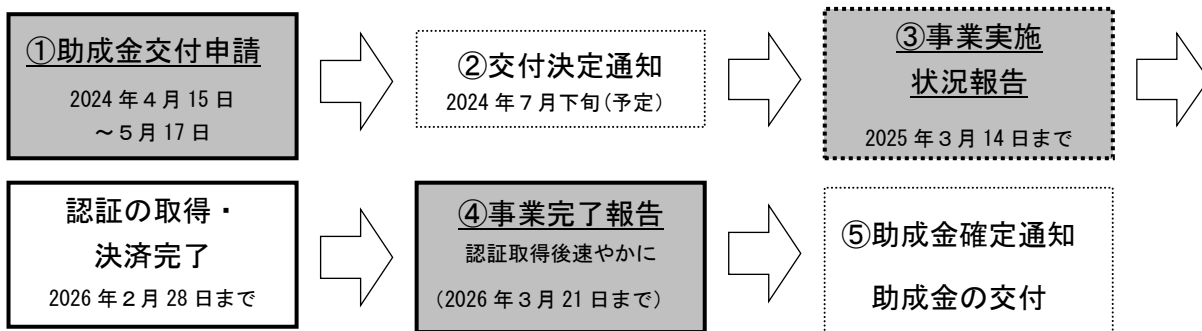 ①助成金交付申請
2024年4月15日
～5月17日
②交付決定通知
2024年7月下旬(予定)
③事業実施
状況報告
2025年3月14日まで
認証の取得・
決済完了
2026年2月28日まで
④事業完了報告
認証取得後速やかに
(2026年3月21日まで)
⑤助成金確定通知
助成金の交付